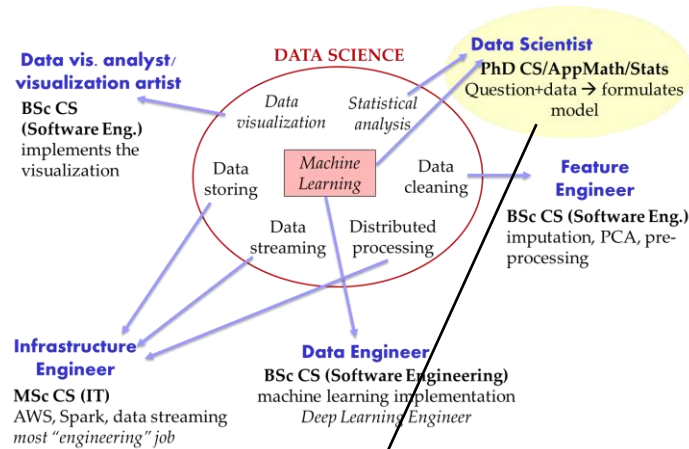 DATA SCIENCE
Data vis. analyst/
visualization artist
BSc CS
(Software Eng.)
implements the
visualization
Data
visualization
Statistical
analysis
Data Scientist
PhD CS/AppMath/Stats
Question+data → formulates
model
Data
storing
Machine
Learning
Data
cleaning
Feature
Engineer
BSc CS (Software Eng.)
imputation, PCA, pre-
processing
Data
streaming
Distributed
processing
Infrastructure
Engineer
MSc CS (IT)
AWS, Spark, data streaming
most “engineering” job
Data Engineer
BSc CS (Software Engineering)
machine learning implementation
Deep Learning Engineer